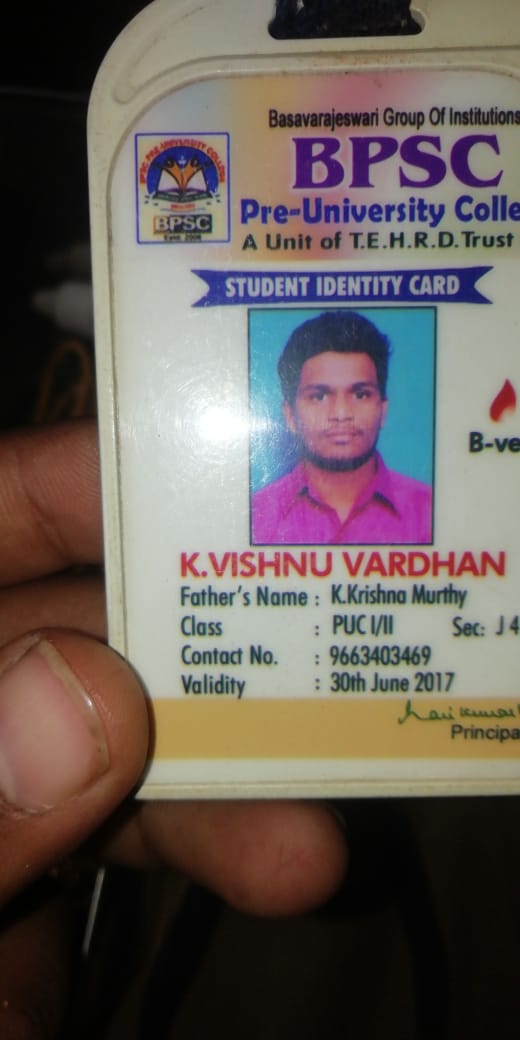 Basavarajeswari Group Of Institutions
BPSC PRE-UNIVERSITY COLLEGE
BPSC
Estd. 2008
BPSC
Pre-University Colle
A Unit of T.E.H.R.D.Trust
STUDENT IDENTITY CARD
B-ve
K.VISHNU VARDHAN
Father's Name : K.Krishna Murthy
Class : PUC I/II Sec: J 4
Contact No. : 9663403469
Validity : 30th June 2017
Principa